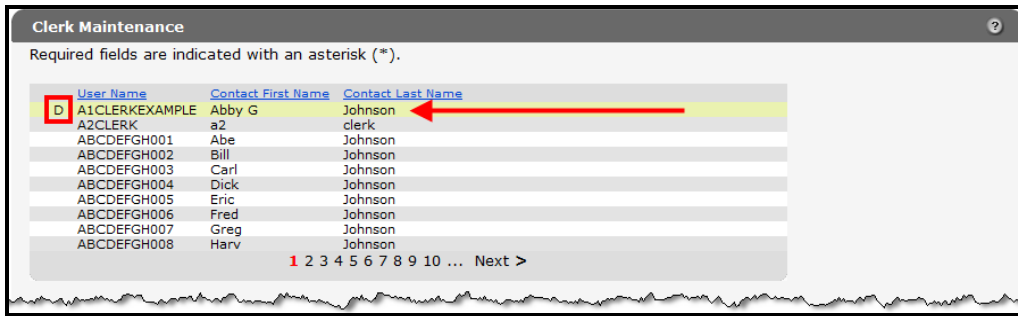 Clerk Maintenance ?
Required fields are indicated with an asterisk (*).
User Name Contact First Name Contact Last Name
D A1CLERKEXAMPLE Abby G Johnson
A2CLERK a2 clerk
ABCDEFGH001 Abe Johnson
ABCDEFGH002 Bill Johnson
ABCDEFGH003 Carl Johnson
ABCDEFGH004 Dick Johnson
ABCDEFGH005 Eric Johnson
ABCDEFGH006 Fred Johnson
ABCDEFGH007 Greg Johnson
ABCDEFGH008 Harv Johnson
1 2 3 4 5 6 7 8 9 10 ... Next >